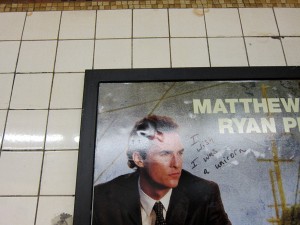 MATTHEW
RYAN P
I wish
I was
a unicorn